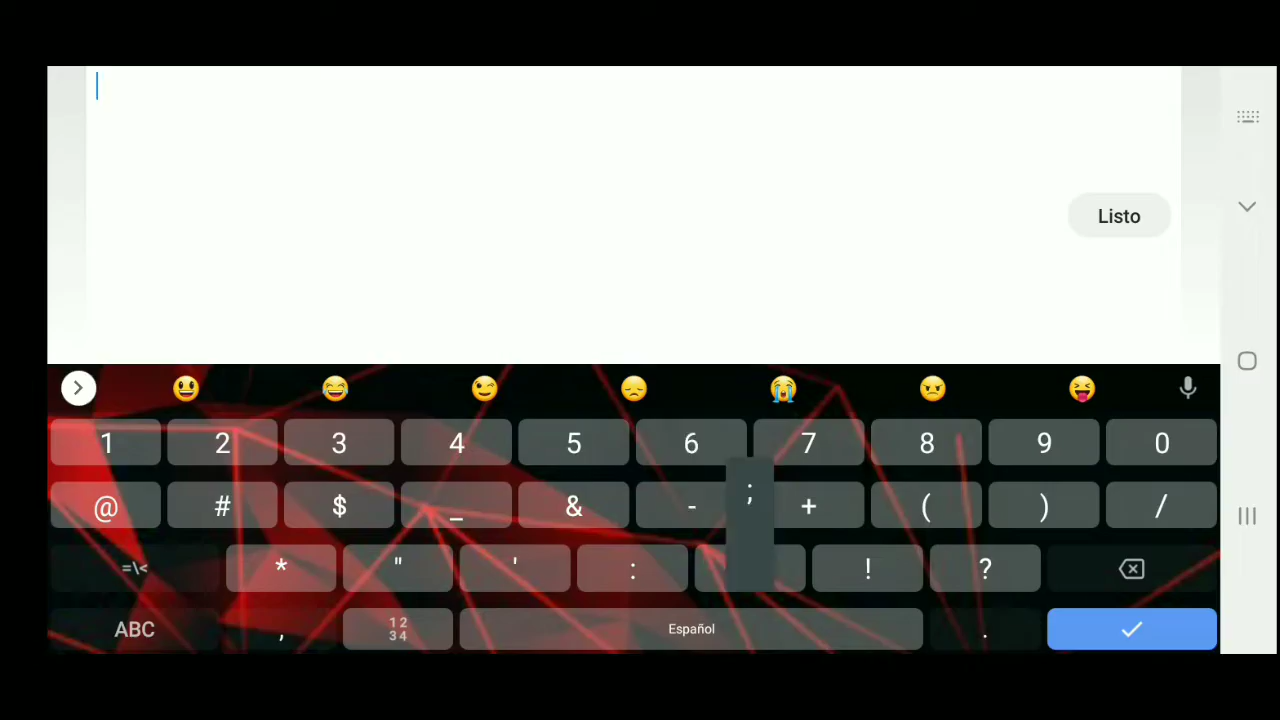 Listo
1 2 3 4 5 6 7 8 9 0
@ # $ _ & - ; + ( ) /
=\< * " ' : ! ?
ABC , 12 Español .
34